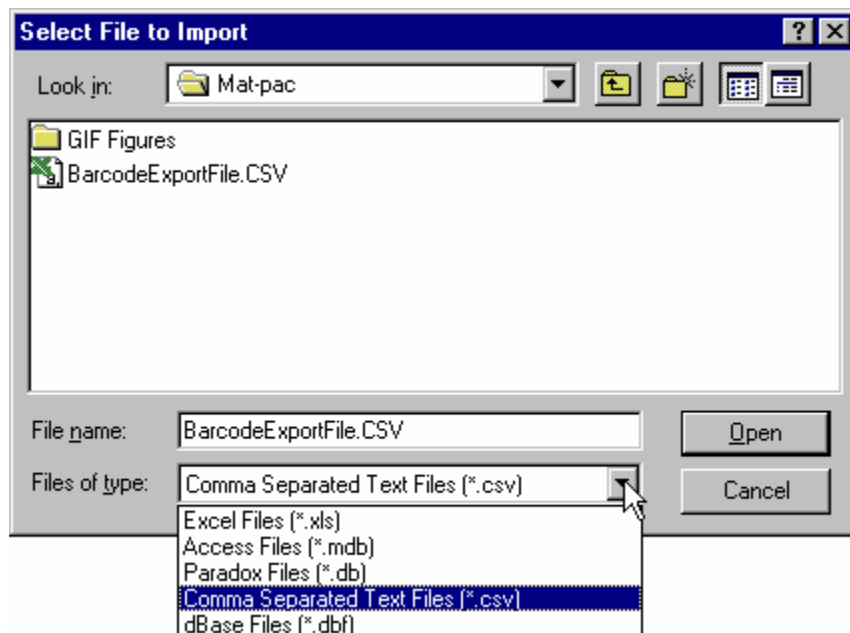 Select File to Import
Look in: Mat-pac
GIF Figures
BarcodeExportFile.CSV
File name: BarcodeExportFile.CSV Open
Files of type: Comma Separated Text Files (*.csv) Cancel
Excel Files (*.xls)
Access Files (*.mdb)
Paradox Files (*.db)
Comma Separated Text Files (*.csv)
dBase Files (*.dbf)